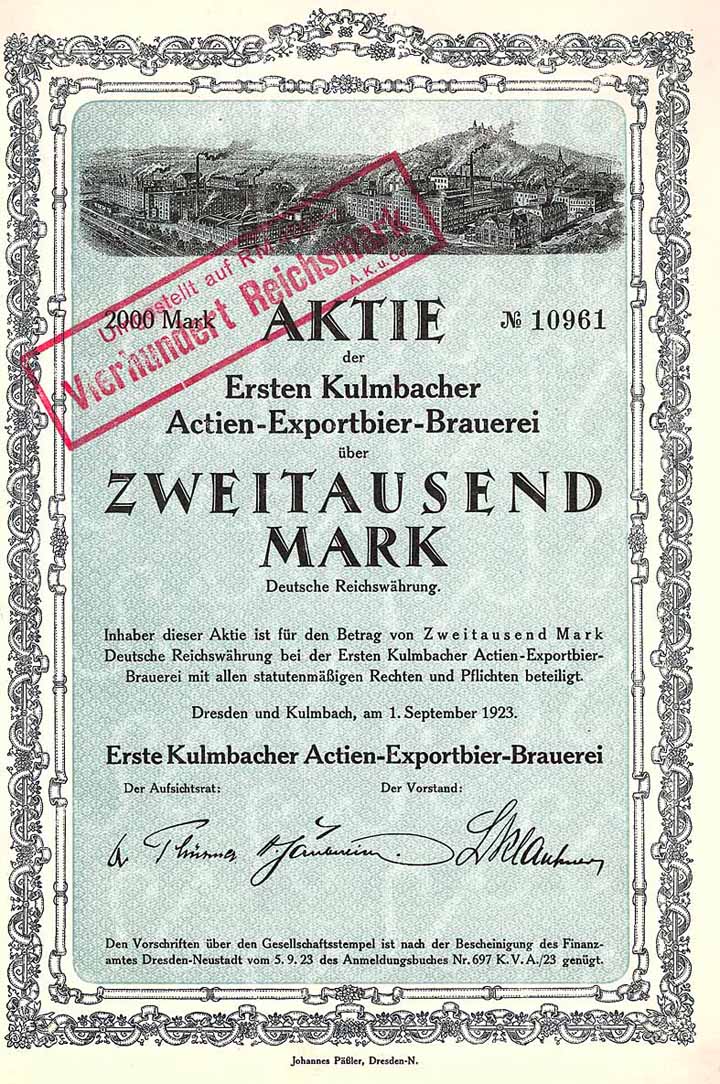 Umgestellt auf RM
Vierhundert Reichsmark
A. K. u. Co.
2000 Mark AKTIE № 10961
der
Ersten Kulmbacher
Actien-Exportbier-Brauerei
über
ZWEITAUSEND
MARK
Deutsche Reichswährung.
Inhaber dieser Aktie ist für den Betrag von Zweitausend Mark
Deutsche Reichswährung bei der Ersten Kulmbacher Actien-Exportbier-
Brauerei mit allen statutenmäßigen Rechten und Pflichten beteiligt.
Dresden und Kulmbach, am 1. September 1923.
Erste Kulmbacher Actien-Exportbier-Brauerei
Der Aufsichtsrat: Der Vorstand:
Den Vorschriften über den Gesellschaftsstempel ist nach der Bescheinigung des Finanz-
amtes Dresden-Neustadt vom 5. 9. 23 des Anmeldungsbuches Nr. 697 K. V. A./23 genügt.
Johannes Päßler, Dresden-N.